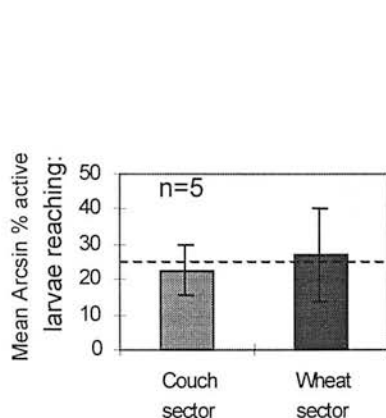 Mean Arcsin % active
larvae reaching:
50
40
30
20
10
0
n=5
Couch
sector
Wheat
sector